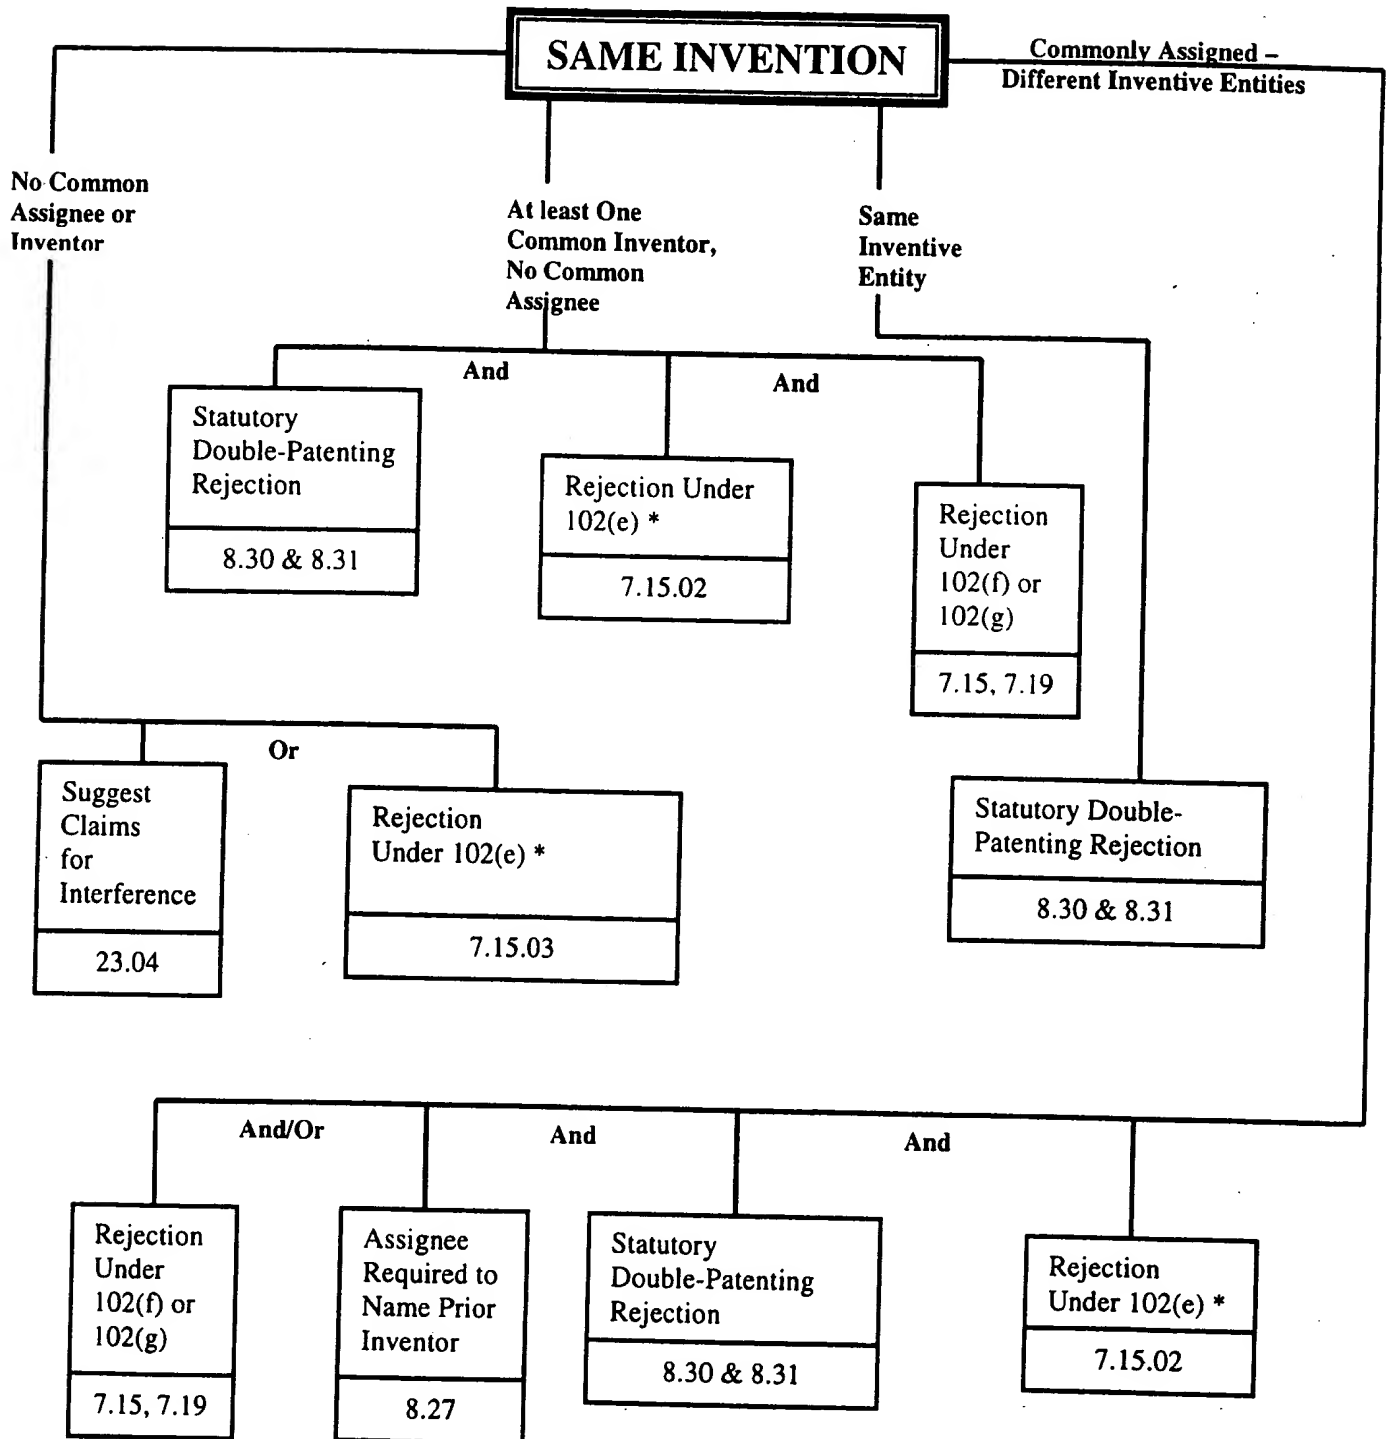 SAME INVENTION
Commonly Assigned –
Different Inventive Entities
No Common
Assignee or
Inventor
At least One
Common Inventor,
No Common
Assignee
Same
Inventive
Entity
And
And
Statutory
Double-Patenting
Rejection
8.30 & 8.31
Rejection Under
102(e) *
7.15.02
Rejection
Under
102(f) or
102(g)
7.15, 7.19
Or
Suggest
Claims
for
Interference
23.04
Rejection
Under 102(e) *
7.15.03
Statutory Double-
Patenting Rejection
8.30 & 8.31
And/Or
And
And
Rejection
Under
102(f) or
102(g)
7.15, 7.19
Assignee
Required to
Name Prior
Inventor
8.27
Statutory
Double-Patenting
Rejection
8.30 & 8.31
Rejection
Under 102(e) *
7.15.02